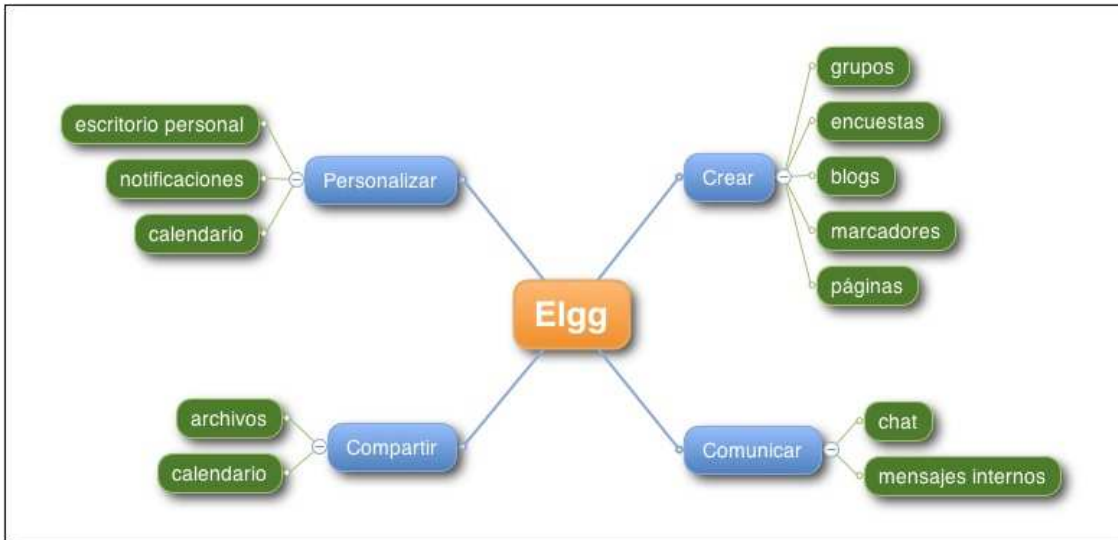 Elgg
Personalizar
escritorio personal
notificaciones
calendario
Crear
grupos
encuestas
blogs
marcadores
páginas
Compartir
archivos
calendario
Comunicar
chat
mensajes internos